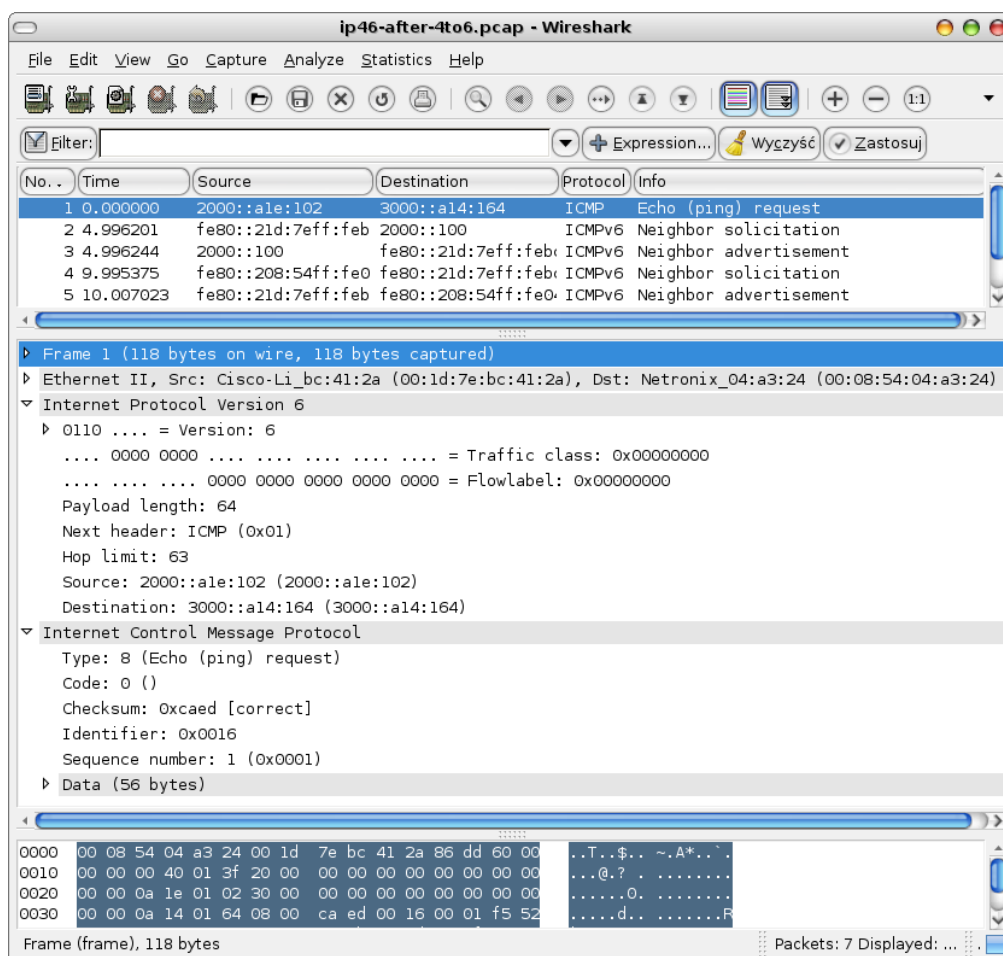 ip46-after-4to6.pcap - Wireshark
File Edit View Go Capture Analyze Statistics Help
1:1
Filter: Expression... Wyczyść Zastosuj
No. . Time Source Destination Protocol Info
1 0.000000 2000::a1e:102 3000::a14:164 ICMP Echo (ping) request
2 4.996201 fe80::21d:7eff:feb 2000::100 ICMPv6 Neighbor solicitation
3 4.996244 2000::100 fe80::21d:7eff:feb ICMPv6 Neighbor advertisement
4 9.995375 fe80::208:54ff:fe0 fe80::21d:7eff:feb ICMPv6 Neighbor solicitation
5 10.007023 fe80::21d:7eff:feb fe80::208:54ff:fe0 ICMPv6 Neighbor advertisement
Frame 1 (118 bytes on wire, 118 bytes captured)
Ethernet II, Src: Cisco-Li_bc:41:2a (00:1d:7e:bc:41:2a), Dst: Netronix_04:a3:24 (00:08:54:04:a3:24)
Internet Protocol Version 6
0110 .... = Version: 6
.... 0000 0000 .... .... .... .... .... = Traffic class: 0x00000000
.... .... .... 0000 0000 0000 0000 0000 = Flowlabel: 0x00000000
Payload length: 64
Next header: ICMP (0x01)
Hop limit: 63
Source: 2000::a1e:102 (2000::a1e:102)
Destination: 3000::a14:164 (3000::a14:164)
Internet Control Message Protocol
Type: 8 (Echo (ping) request)
Code: 0 ()
Checksum: 0xcaed [correct]
Identifier: 0x0016
Sequence number: 1 (0x0001)
Data (56 bytes)
0000 00 08 54 04 a3 24 00 1d 7e bc 41 2a 86 dd 60 00 ..T..$.. ~.A*..`.
0010 00 00 00 40 01 3f 20 00 00 00 00 00 00 00 00 00 ...@.? . ........
0020 00 00 0a 1e 01 02 30 00 00 00 00 00 00 00 00 00 ......0. ........
0030 00 00 0a 14 01 64 08 00 ca ed 00 16 00 01 f5 52 .....d.. .......R
Frame (frame), 118 bytes Packets: 7 Displayed: ... .